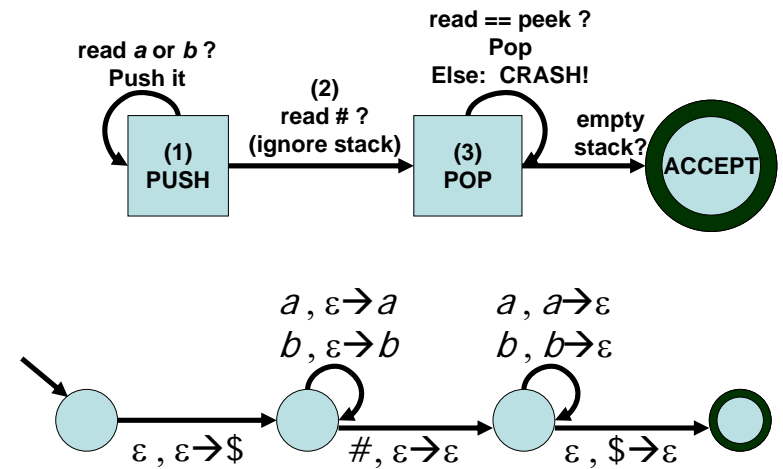 read a or b ?
Push it
(1)
PUSH
(2)
read # ?
(ignore stack)
read == peek ?
Pop
Else: CRASH!
(3)
POP
empty
stack?
ACCEPT
a , ε→a
b , ε→b
a , a→ε
b , b→ε
ε , ε→$
#, ε→ε
ε , $→ε